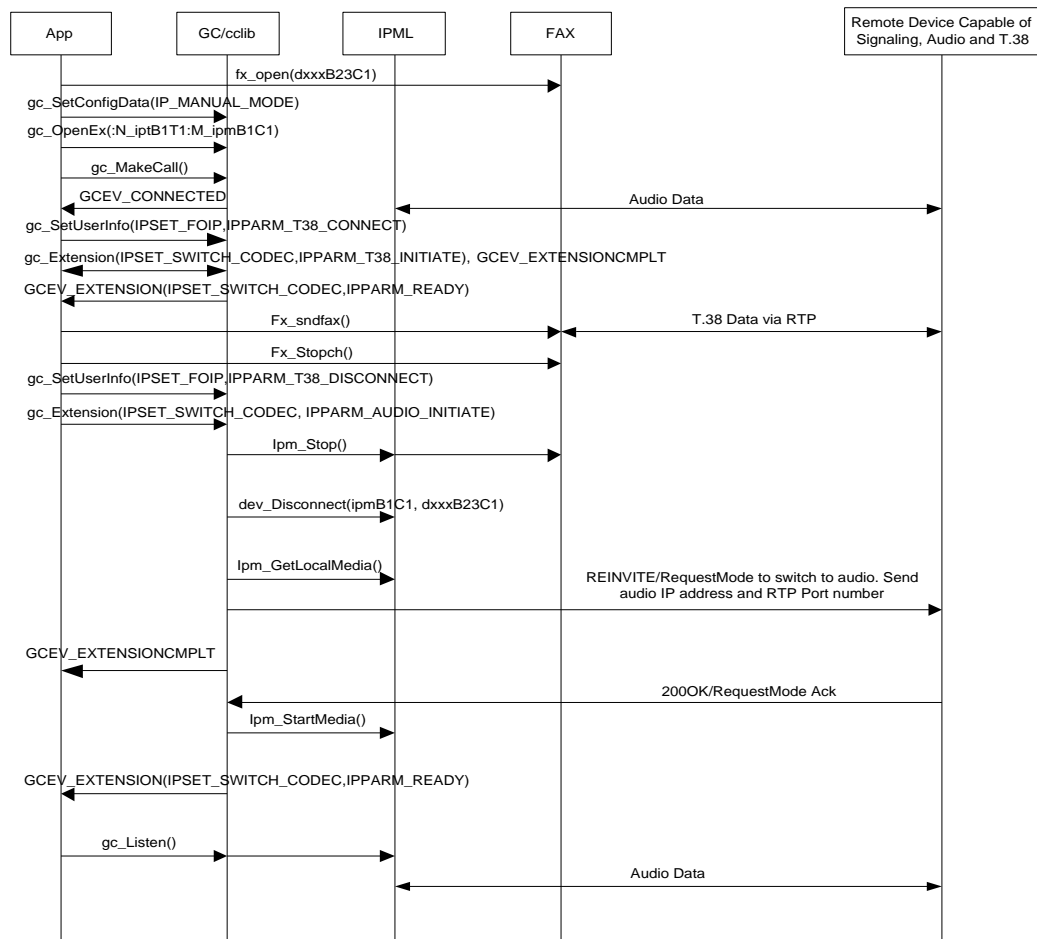 App
GC/cclib
IPML
FAX
Remote Device Capable of
Signaling, Audio and T.38
fx_open(dxxxB23C1)
gc_SetConfigData(IP_MANUAL_MODE)
gc_OpenEx(:N_iptB1T1:M_ipmB1C1)
gc_MakeCall()
GCEV_CONNECTED
Audio Data
gc_SetUserInfo(IPSET_FOIP,IPPARM_T38_CONNECT)
gc_Extension(IPSET_SWITCH_CODEC,IPPARM_T38_INITIATE), GCEV_EXTENSIONCMPLT
GCEV_EXTENSION(IPSET_SWITCH_CODEC,IPPARM_READY)
Fx_sndfax()
T.38 Data via RTP
Fx_Stopch()
gc_SetUserInfo(IPSET_FOIP,IPPARM_T38_DISCONNECT)
gc_Extension(IPSET_SWITCH_CODEC, IPPARM_AUDIO_INITIATE)
Ipm_Stop()
dev_Disconnect(ipmB1C1, dxxxB23C1)
Ipm_GetLocalMedia()
REINVITE/RequestMode to switch to audio. Send
audio IP address and RTP Port number
GCEV_EXTENSIONCMPLT
200OK/RequestMode Ack
Ipm_StartMedia()
GCEV_EXTENSION(IPSET_SWITCH_CODEC,IPPARM_READY)
gc_Listen()
Audio Data